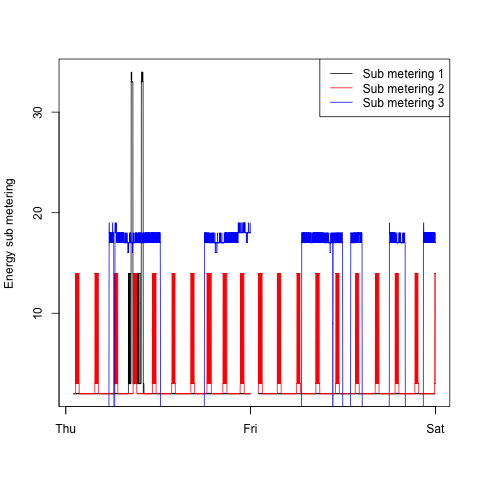 Sub metering 1
Sub metering 2
Sub metering 3
Energy sub metering
30
20
10
Thu Fri Sat